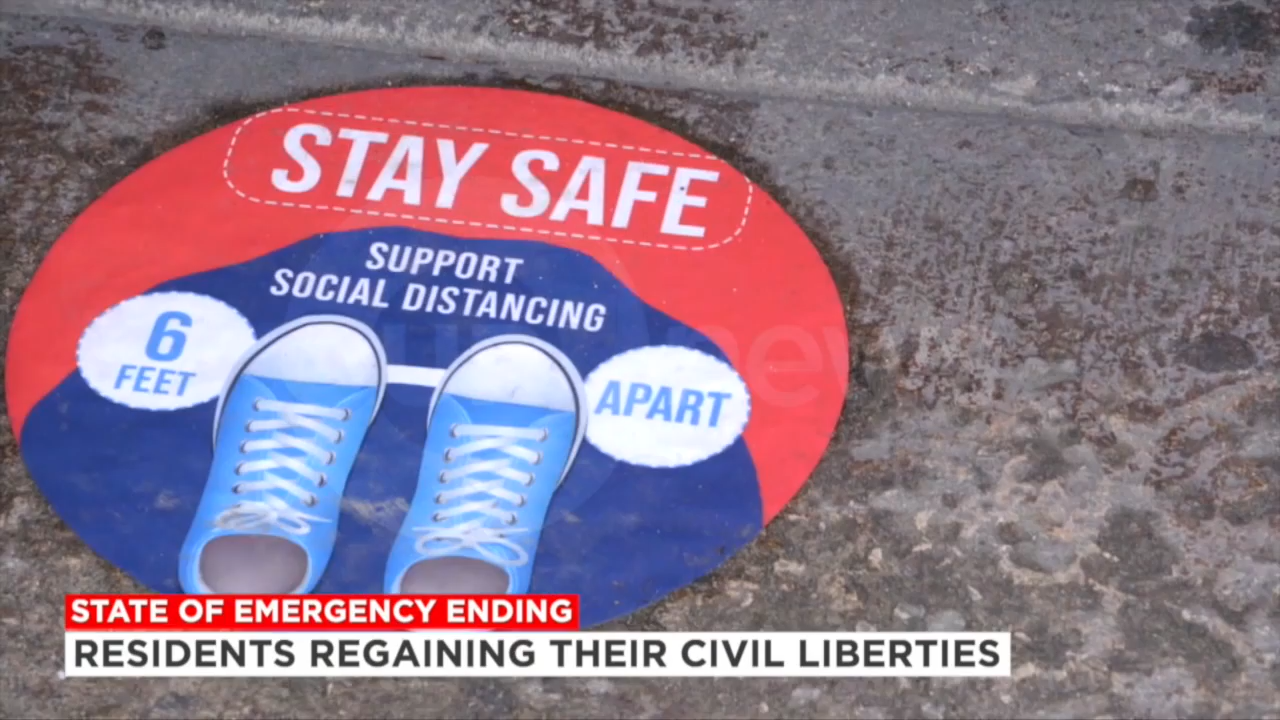 STAY SAFE
SUPPORT
SOCIAL DISTANCING
6
FEET
APART
STATE OF EMERGENCY ENDING
RESIDENTS REGAINING THEIR CIVIL LIBERTIES